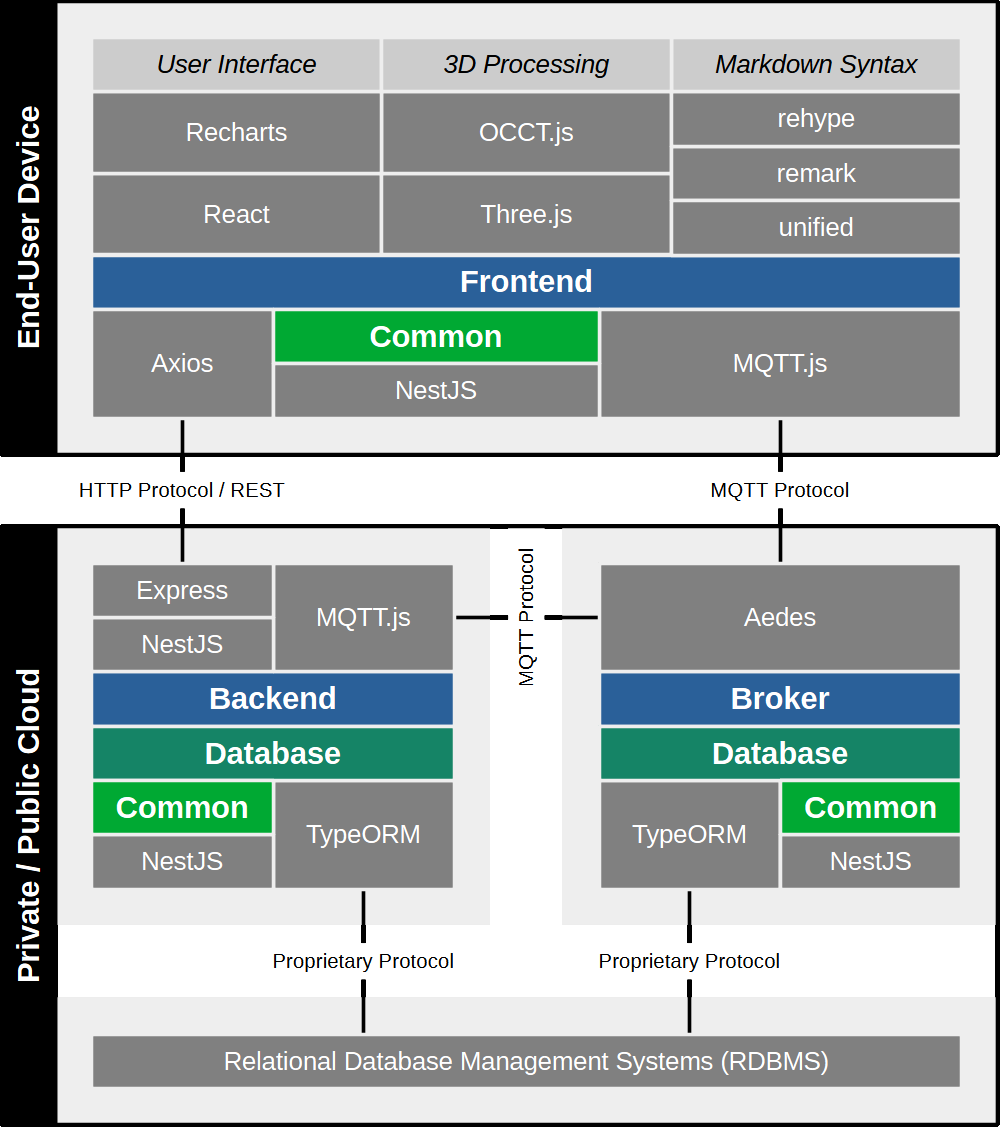 End-User Device
User Interface
3D Processing
Markdown Syntax
Recharts
OCCT.js
rehype
remark
React
Three.js
unified
Frontend
Axios
Common
NestJS
MQTT.js
HTTP Protocol / REST
MQTT Protocol
Private / Public Cloud
Express
NestJS
MQTT.js
MQTT Protocol
Aedes
Backend
Broker
Database
Database
Common
NestJS
TypeORM
TypeORM
Common
NestJS
Proprietary Protocol
Proprietary Protocol
Relational Database Management Systems (RDBMS)